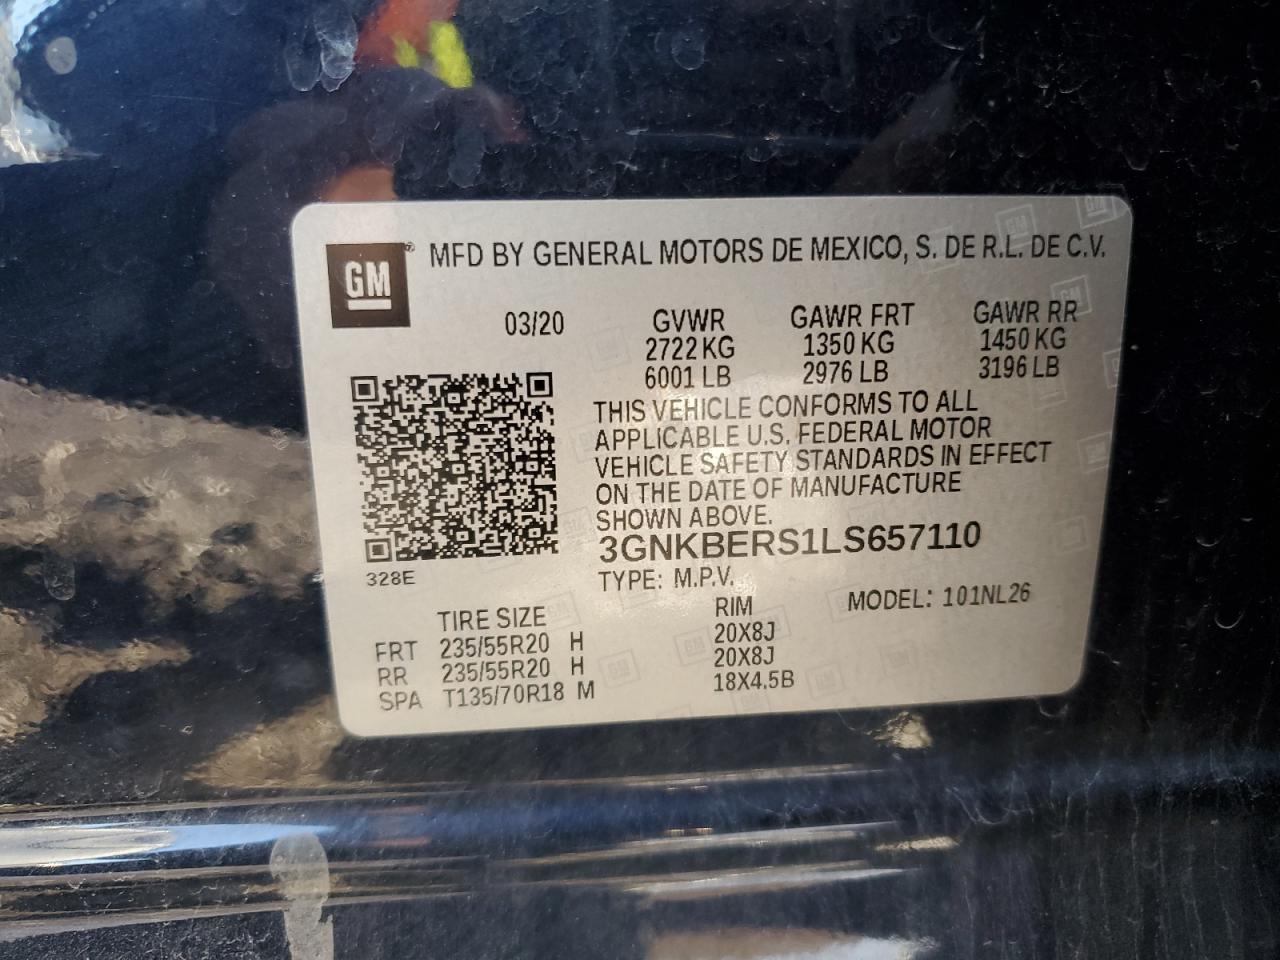 GM ® MFD BY GENERAL MOTORS DE MEXICO, S. DE R.L. DE C.V.
03/20 GVWR GAWR FRT GAWR RR
2722 KG 1350 KG 1450 KG
6001 LB 2976 LB 3196 LB
THIS VEHICLE CONFORMS TO ALL
APPLICABLE U.S. FEDERAL MOTOR
VEHICLE SAFETY STANDARDS IN EFFECT
ON THE DATE OF MANUFACTURE
SHOWN ABOVE.
3GNKBERS1LS657110
328E
TYPE: M.P.V. MODEL: 101NL26
TIRE SIZE RIM
FRT 235/55R20 H 20X8J
RR 235/55R20 H 20X8J
SPA T135/70R18 M 18X4.5B